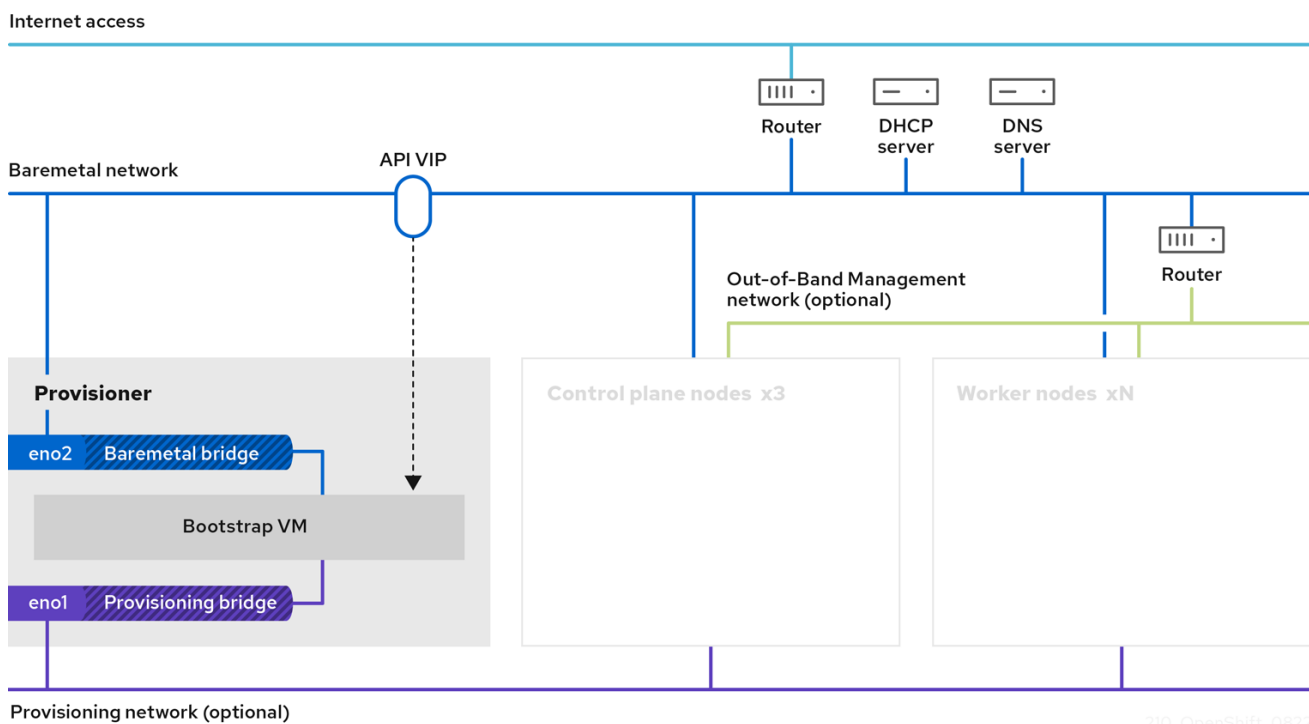 Internet access
Router
DHCP
server
DNS
server
API VIP
Baremetal network
Router
Out-of-Band Management
network (optional)
Provisioner
Control plane nodes x3
Worker nodes xN
eno2
Baremetal bridge
Bootstrap VM
eno1
Provisioning bridge
Provisioning network (optional)